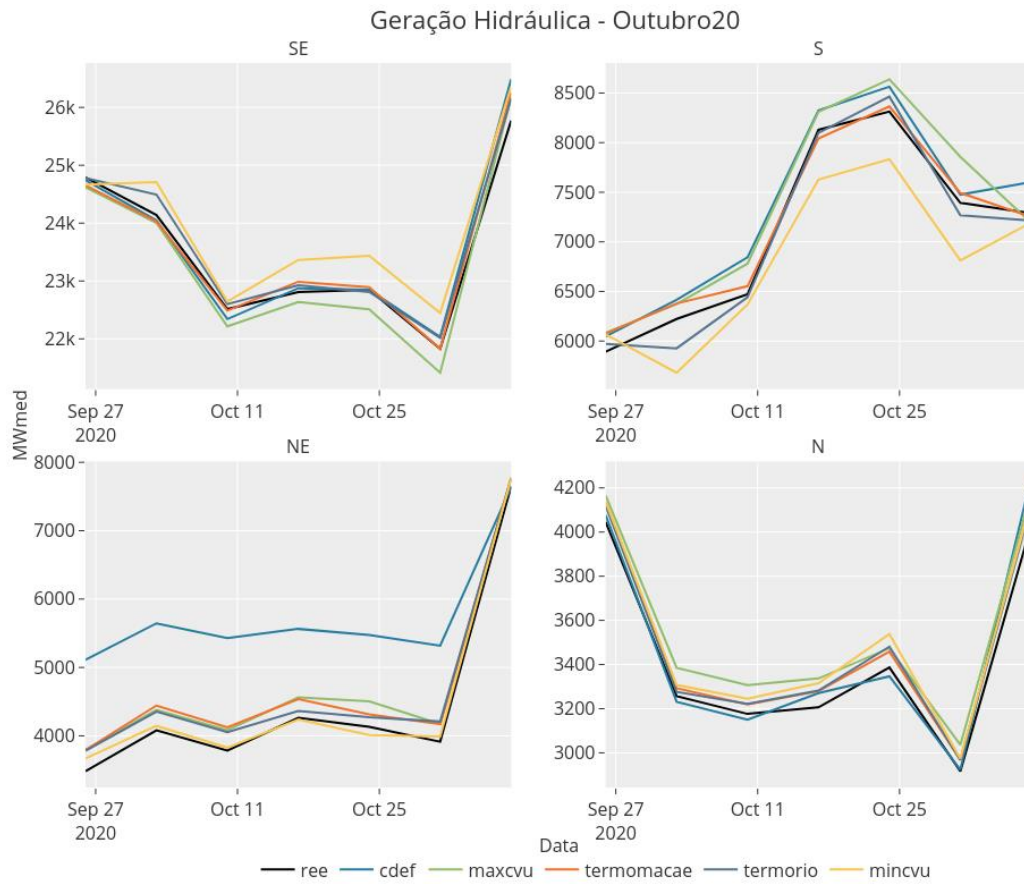 Geração Hidráulica - Outubro20
SE
26k
25k
24k
23k
22k
Sep 27
2020
Oct 11
Oct 25
S
8500
8000
7500
7000
6500
6000
Sep 27
2020
Oct 11
Oct 25
MWmed
NE
8000
7000
6000
5000
4000
Sep 27
2020
Oct 11
Oct 25
N
4200
4000
3800
3600
3400
3200
3000
Sep 27
2020
Oct 11
Oct 25
Data
ree cdef maxcvu termomacae termorio mincvu